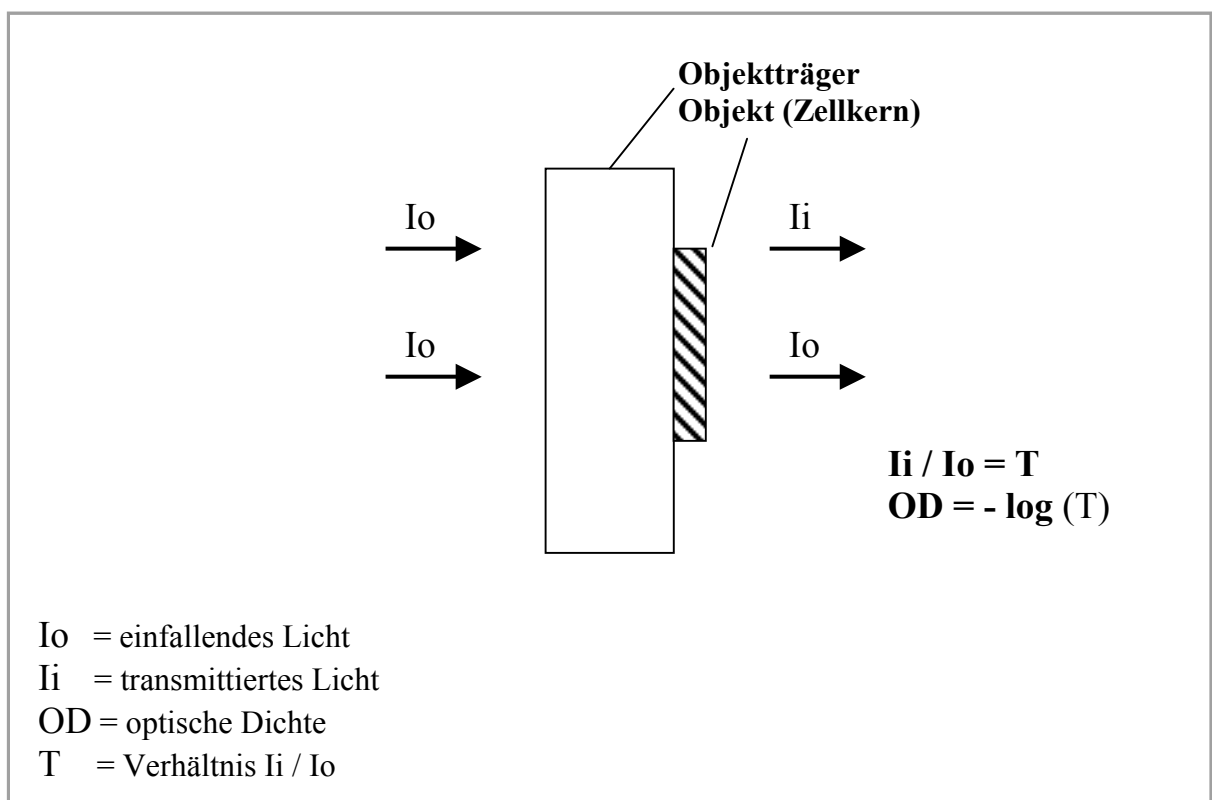 Objektträger
Objekt (Zellkern)
Io
Ii
Io
Io
Ii / Io = T
OD = - log (T)
Io = einfallendes Licht
Ii = transmittiertes Licht
OD = optische Dichte
T = Verhältnis Ii / Io